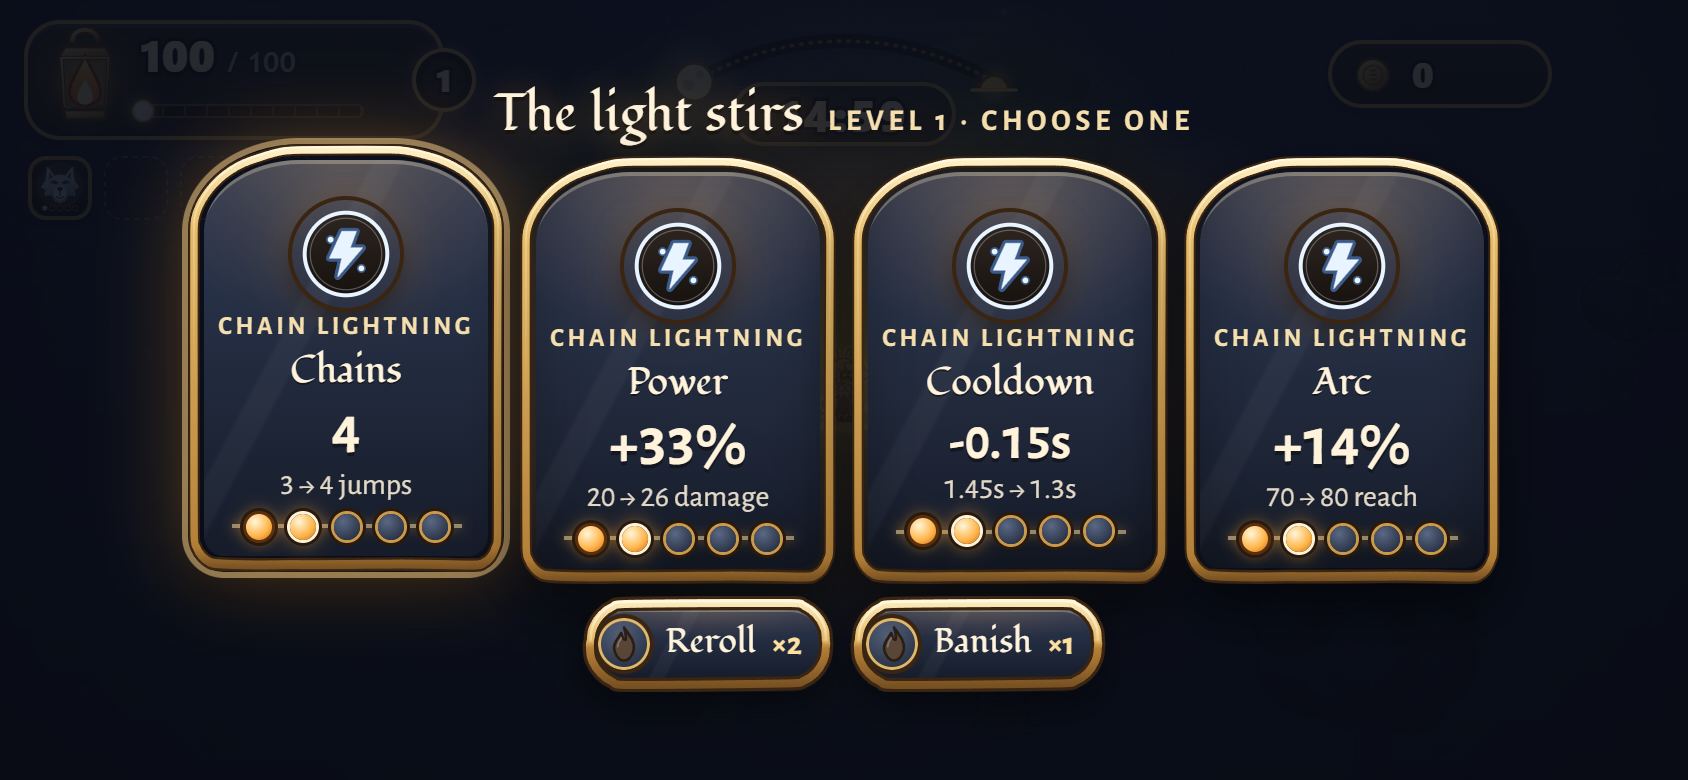 100 / 100
1
0
The light stirs LEVEL 1 · CHOOSE ONE
CHAIN LIGHTNING
Chains
4
3→4 jumps
CHAIN LIGHTNING
Power
+33%
20→26 damage
CHAIN LIGHTNING
Cooldown
-0.15s
1.45s→1.3s
CHAIN LIGHTNING
Arc
+14%
70→80 reach
Reroll ×2
Banish ×1